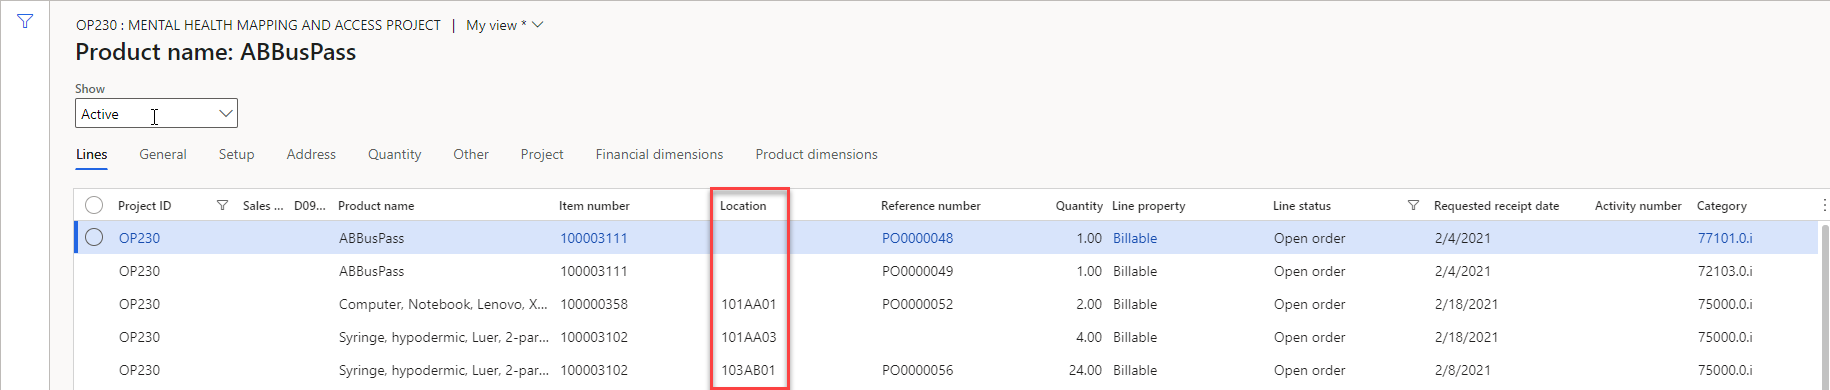 OP230 : MENTAL HEALTH MAPPING AND ACCESS PROJECT | My view *
Product name: ABBusPass
Show
Active
Lines General Setup Address Quantity Other Project Financial dimensions Product dimensions
Project ID Sales ... D09... Product name Item number Location Reference number Quantity Line property Line status Requested receipt date Activity number Category
OP230 ABBusPass 100003111 PO0000048 1.00 Billable Open order 2/4/2021 77101.0.i
OP230 ABBusPass 100003111 PO0000049 1.00 Billable Open order 2/4/2021 72103.0.i
OP230 Computer, Notebook, Lenovo, X... 100000358 101AA01 PO0000052 2.00 Billable Open order 2/18/2021 75000.0.i
OP230 Syringe, hypodermic, Luer, 2-par... 100003102 101AA03 4.00 Billable Open order 2/18/2021 75000.0.i
OP230 Syringe, hypodermic, Luer, 2-par... 100003102 103AB01 PO0000056 24.00 Billable Open order 2/8/2021 75000.0.i